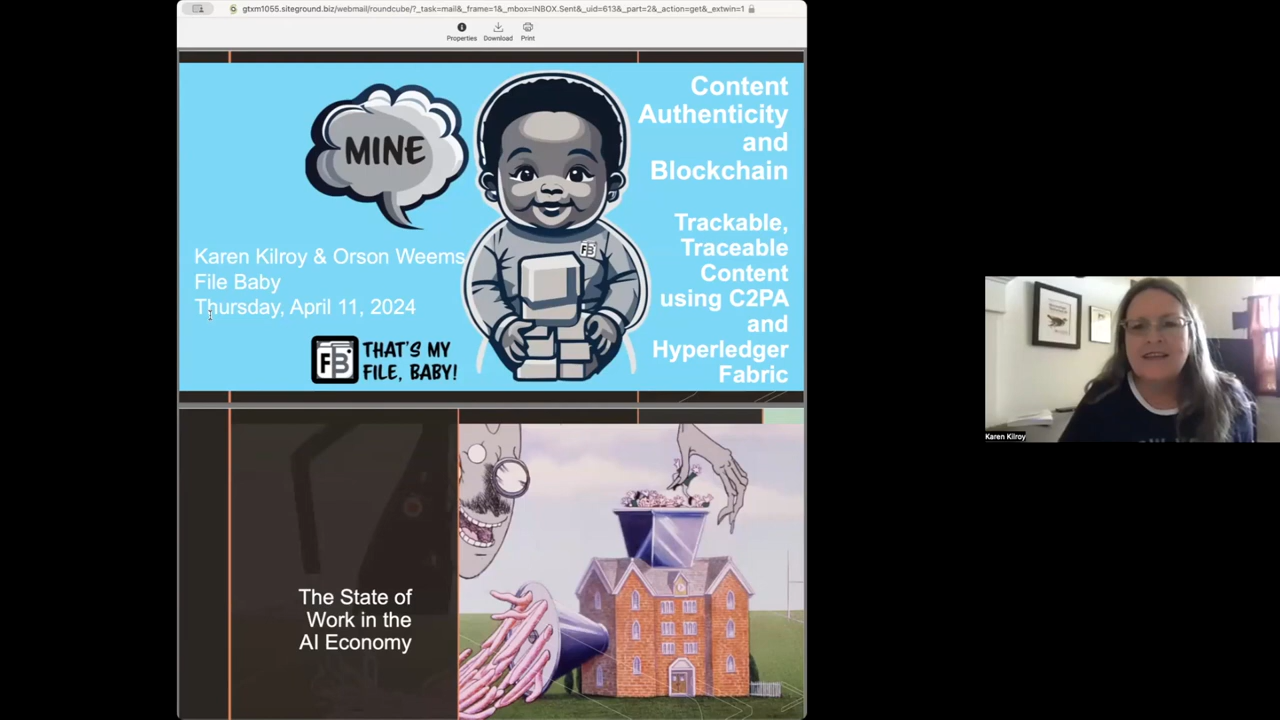 gtxm1055.siteground.biz/webmail/roundcube/?_task=mail&_frame=1&_mbox=INBOX.Sent&_uid=613&_part=2&_action=get&_extwin=1
Properties
Download
Print
MINE
Content
Authenticity
and
Blockchain
Trackable,
Traceable
Content
using C2PA
and
Hyperledger
Fabric
Karen Kilroy & Orson Weems
File Baby
Thursday, April 11, 2024
FB
FB
THAT'S MY
FILE, BABY!
The State of
Work in the
AI Economy
Karen Kilroy